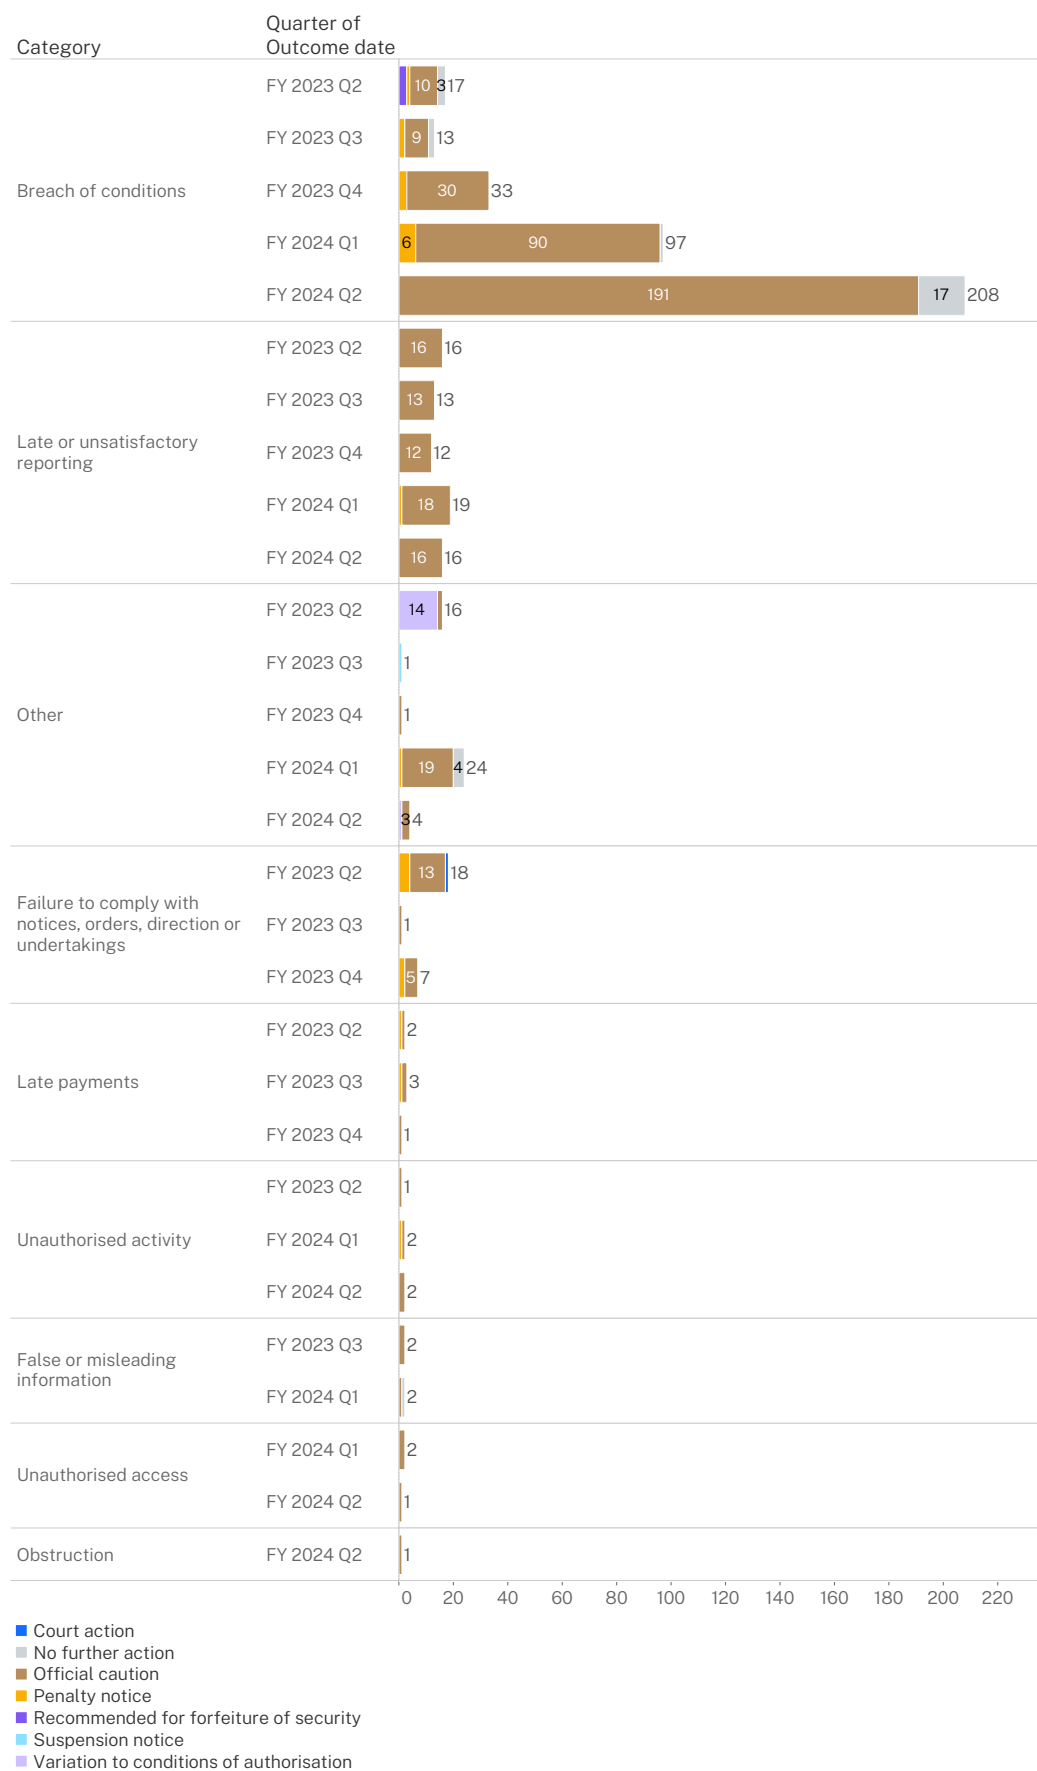 Category
Quarter of
Outcome date
Breach of conditions
FY 2023 Q2 10 3 17
FY 2023 Q3 9 13
FY 2023 Q4 30 33
FY 2024 Q1 6 90 97
FY 2024 Q2 191 17 208
Late or unsatisfactory
reporting
FY 2023 Q2 16 16
FY 2023 Q3 13 13
FY 2023 Q4 12 12
FY 2024 Q1 18 19
FY 2024 Q2 16 16
Other
FY 2023 Q2 14 16
FY 2023 Q3 1
FY 2023 Q4 1
FY 2024 Q1 19 4 24
FY 2024 Q2 3 4
Failure to comply with
notices, orders, direction or
undertakings
FY 2023 Q2 13 18
FY 2023 Q3 1
FY 2023 Q4 5 7
Late payments
FY 2023 Q2 2
FY 2023 Q3 3
FY 2023 Q4 1
Unauthorised activity
FY 2023 Q2 1
FY 2024 Q1 2
FY 2024 Q2 2
False or misleading
information
FY 2023 Q3 2
FY 2024 Q1 2
Unauthorised access
FY 2024 Q1 2
FY 2024 Q2 1
Obstruction
FY 2024 Q2 1
0 20 40 60 80 100 120 140 160 180 200 220
Court action
No further action
Official caution
Penalty notice
Recommended for forfeiture of security
Suspension notice
Variation to conditions of authorisation